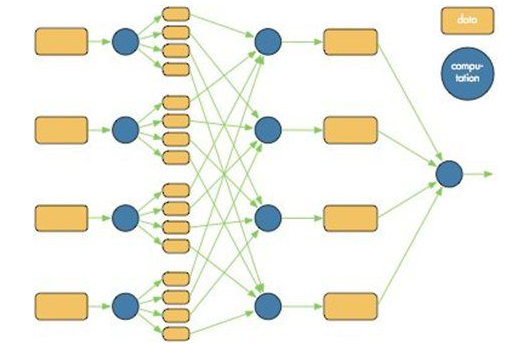 data
compu-
tation